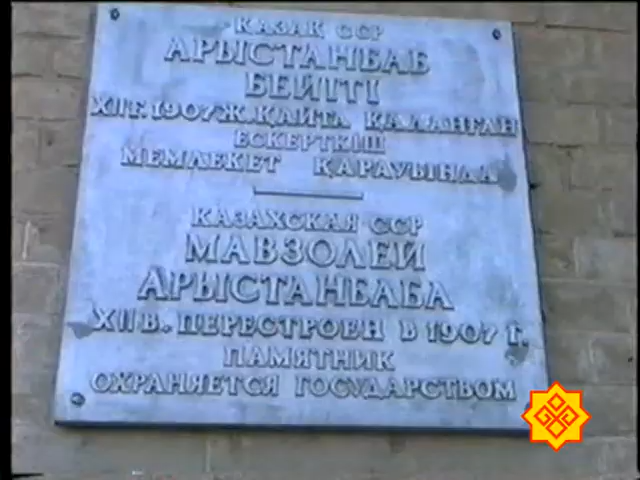 КАЗАК ССР
АРЫСТАНБАБ
БЕЙІТІ
XII Г. 1907 Ж. ҚАЙТА ҚАЛАНҒАН
ЕСКЕРТКІШ
МЕМЛЕКЕТ ҚАРАУЫНДА
КАЗАХСКАЯ ССР
МАВЗОЛЕЙ
АРЫСТАНБАБА
XII В. ПЕРЕСТРОЕН В 1907 Г.
ПАМЯТНИК
ОХРАНЯЕТСЯ ГОСУДАРСТВОМ